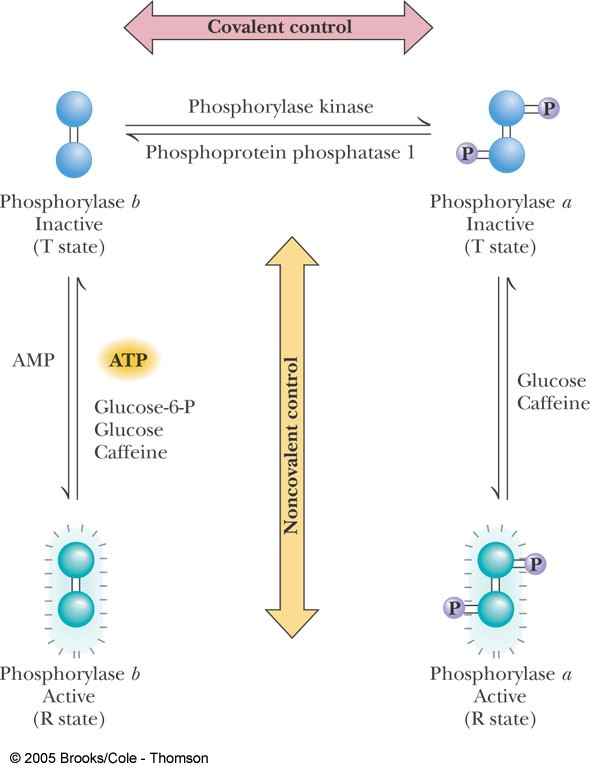 Covalent control
Phosphorylase kinase
Phosphoprotein phosphatase 1
P
P
Phosphorylase b
Inactive
(T state)
Phosphorylase a
Inactive
(T state)
AMP
ATP
Glucose-6-P
Glucose
Caffeine
Noncovalent control
Glucose
Caffeine
P
P
Phosphorylase b
Active
(R state)
Phosphorylase a
Active
(R state)
© 2005 Brooks/Cole - Thomson